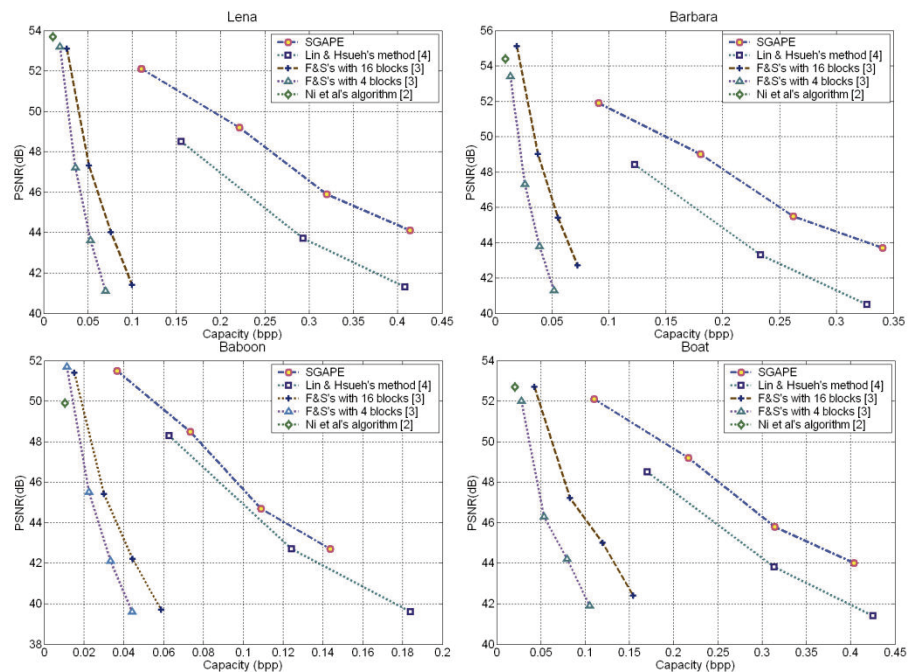 Lena
SGAPE
Lin & Hsueh's method [4]
F&S's with 16 blocks [3]
F&S's with 4 blocks [3]
Ni et al's algorithm [2]
PSNR(dB)
54
52
50
48
46
44
42
40
0 0.05 0.1 0.15 0.2 0.25 0.3 0.35 0.4 0.45
Capacity (bpp)
Barbara
SGAPE
Lin & Hsueh's method [4]
F&S's with 16 blocks [3]
F&S's with 4 blocks [3]
Ni et al's algorithm [2]
PSNR(dB)
56
54
52
50
48
46
44
42
40
0 0.05 0.1 0.15 0.2 0.25 0.3 0.35
Capacity (bpp)
Baboon
SGAPE
Lin & Hsueh's method [4]
F&S's with 16 blocks [3]
F&S's with 4 blocks [3]
Ni et al's algorithm [2]
PSNR(dB)
52
50
48
46
44
42
40
38
0 0.02 0.04 0.06 0.08 0.1 0.12 0.14 0.16 0.18 0.2
Capacity (bpp)
Boat
SGAPE
Lin & Hsueh's method [4]
F&S's with 16 blocks [3]
F&S's with 4 blocks [3]
Ni et al's algorithm [2]
PSNR(dB)
54
52
50
48
46
44
42
40
0 0.05 0.1 0.15 0.2 0.25 0.3 0.35 0.4 0.45
Capacity (bpp)